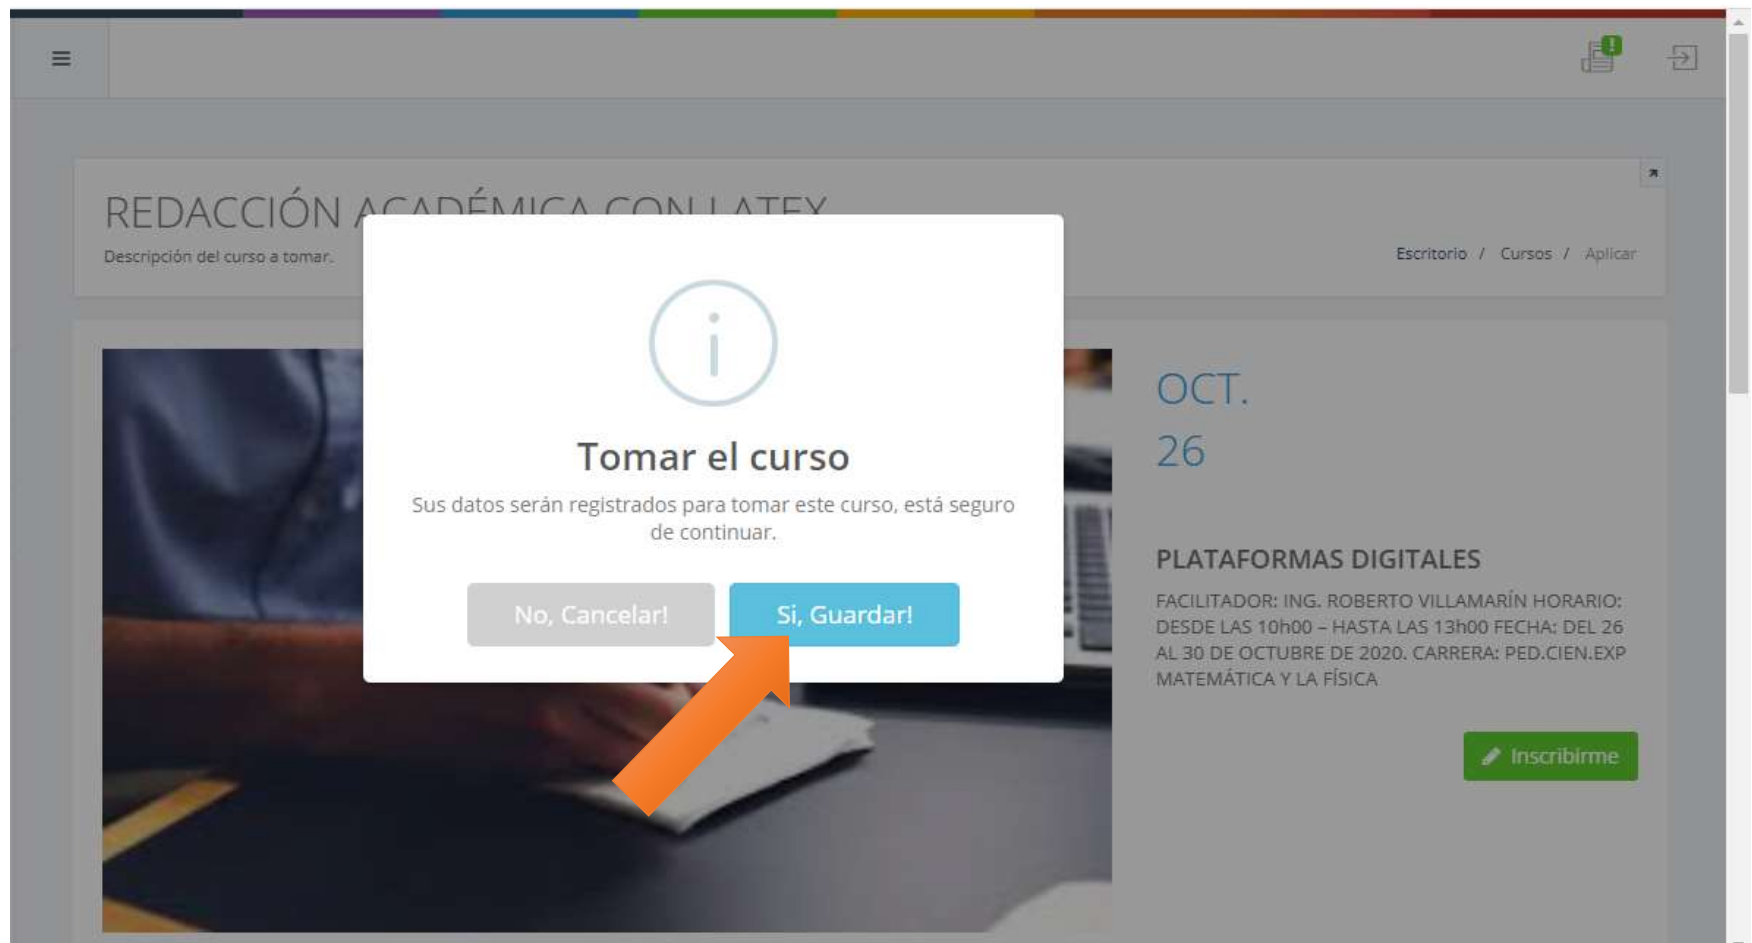 REDACCIÓN ACADÉMICA CON LATEX
Descripción del curso a tomar.
Escritorio / Cursos / Aplicar
Tomar el curso
Sus datos serán registrados para tomar este curso, está seguro
de continuar.
No, Cancelar!
Si, Guardar!
OCT.
26
PLATAFORMAS DIGITALES
FACILITADOR: ING. ROBERTO VILLAMARÍN HORARIO:
DESDE LAS 10h00 – HASTA LAS 13h00 FECHA: DEL 26
AL 30 DE OCTUBRE DE 2020. CARRERA: PED.CIEN.EXP
MATEMÁTICA Y LA FÍSICA
Inscribirme